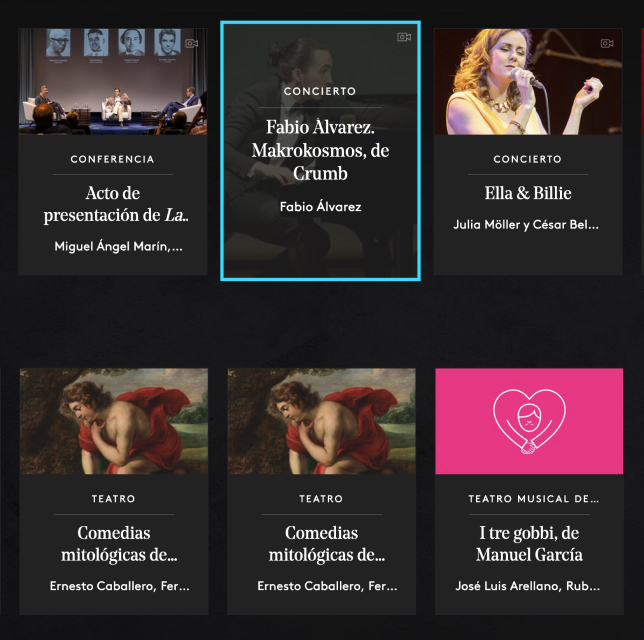 CONFERENCIA
Acto de
presentación de La..
Miguel Ángel Marín,...
CONCIERTO
Fabio Álvarez.
Makrokosmos, de
Crumb
Fabio Álvarez
CONCIERTO
Ella & Billie
Julia Möller y César Bel...
TEATRO
Comedias
mitológicas de...
Ernesto Caballero, Fer...
TEATRO
Comedias
mitológicas de...
Ernesto Caballero, Fer...
TEATRO MUSICAL DE...
I tre gobbi, de
Manuel García
José Luis Arellano, Rub...